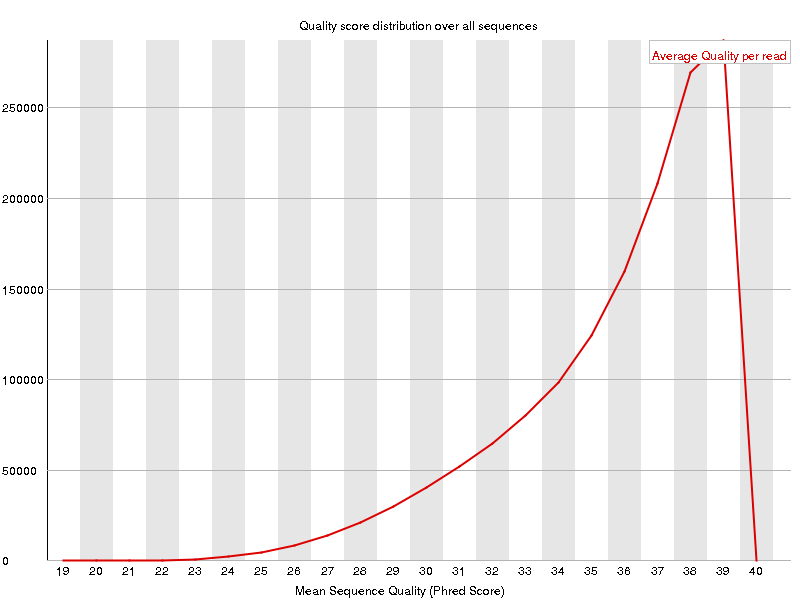 Quality score distribution over all sequences
Average Quality per read
250000
200000
150000
100000
50000
0
19 20 21 22 23 24 25 26 27 28 29 30 31 32 33 34 35 36 37 38 39 40
Mean Sequence Quality (Phred Score)